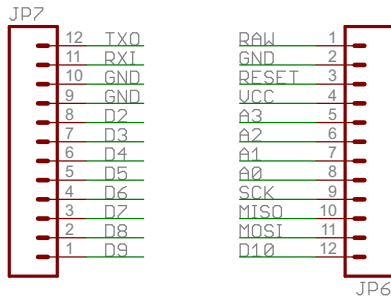 JP7
12 TXO
11 RXI
10 GND
9 GND
8 D2
7 D3
6 D4
5 D5
4 D6
3 D7
2 D8
1 D9
RAW 1
GND 2
RESET 3
VCC 4
A3 5
A2 6
A1 7
A0 8
SCK 9
MISO 10
MOSI 11
D10 12
JP6